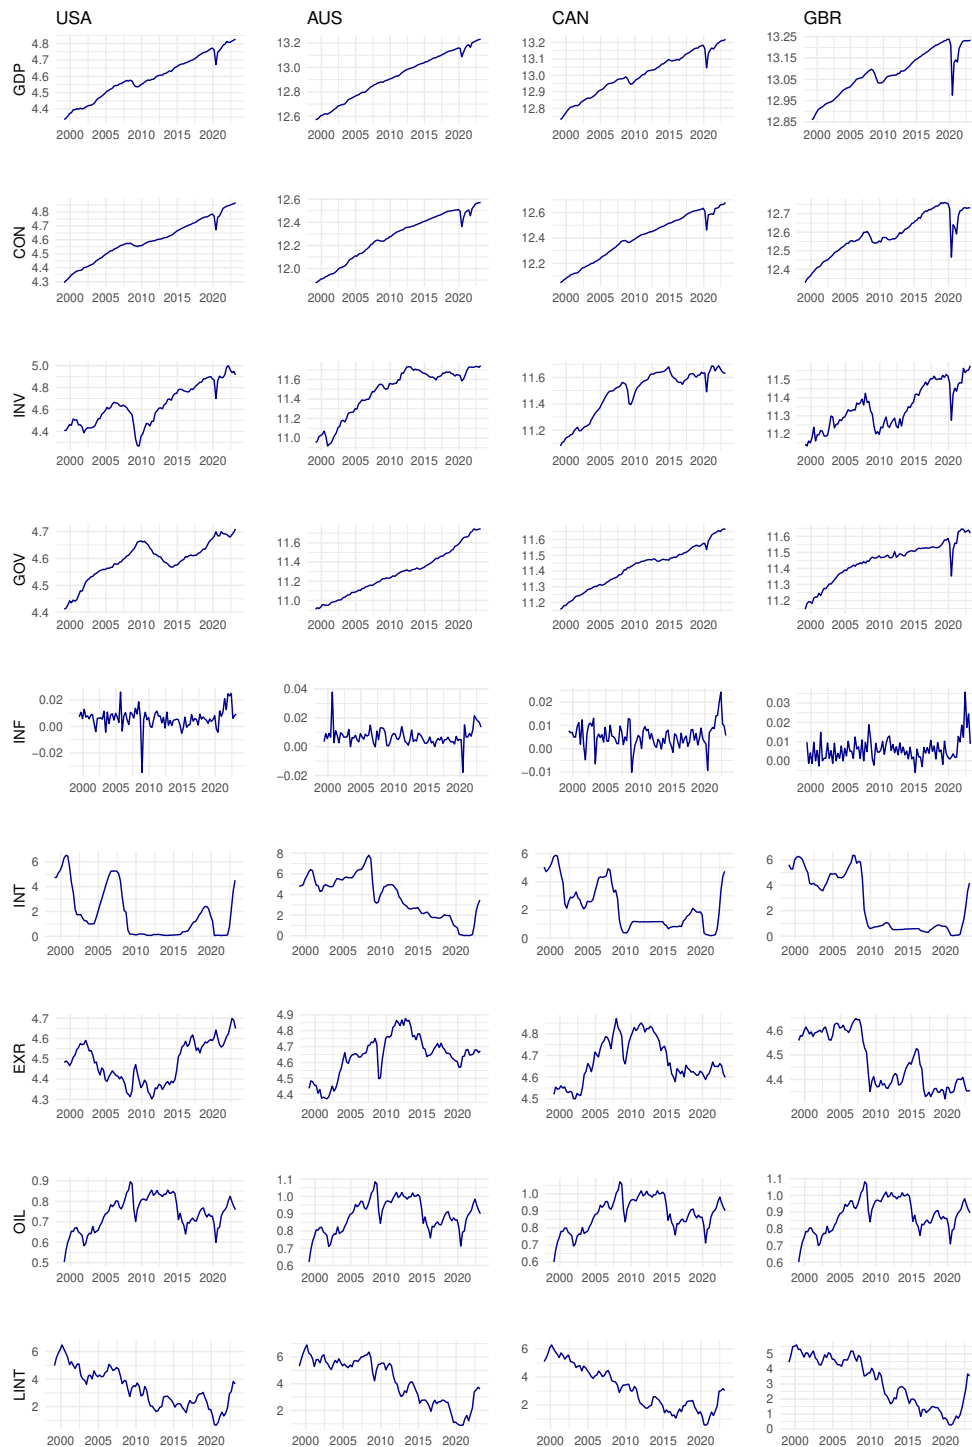 USA AUS CAN GBR
GDP
4.8 4.7 4.6 4.5 4.4
13.2 13.0 12.8 12.6
13.2 13.1 13.0 12.9 12.8
13.25 13.15 13.05 12.95 12.85
2000 2005 2010 2015 2020 2000 2005 2010 2015 2020 2000 2005 2010 2015 2020 2000 2005 2010 2015 2020
CON
4.8 4.7 4.6 4.5 4.4 4.3
12.6 12.4 12.2 12.0
12.6 12.4 12.2
12.7 12.6 12.5 12.4
2000 2005 2010 2015 2020 2000 2005 2010 2015 2020 2000 2005 2010 2015 2020 2000 2005 2010 2015 2020
INV
5.0 4.8 4.6 4.4
11.6 11.4 11.2 11.0
11.6 11.4 11.2
11.5 11.4 11.3 11.2
2000 2005 2010 2015 2020 2000 2005 2010 2015 2020 2000 2005 2010 2015 2020 2000 2005 2010 2015 2020
GOV
4.7 4.6 4.5 4.4
11.6 11.4 11.2 11.0
11.6 11.5 11.4 11.3 11.2
11.6 11.5 11.4 11.3 11.2
2000 2005 2010 2015 2020 2000 2005 2010 2015 2020 2000 2005 2010 2015 2020 2000 2005 2010 2015 2020
INF
0.02 0.00 −0.02
0.04 0.02 0.00 −0.02
0.02 0.01 0.00 −0.01
0.03 0.02 0.01 0.00
2000 2005 2010 2015 2020 2000 2005 2010 2015 2020 2000 2005 2010 2015 2020 2000 2005 2010 2015 2020
INT
6 4 2 0
8 6 4 2 0
6 4 2 0
6 4 2 0
2000 2005 2010 2015 2020 2000 2005 2010 2015 2020 2000 2005 2010 2015 2020 2000 2005 2010 2015 2020
EXR
4.7 4.6 4.5 4.4 4.3
4.9 4.8 4.7 4.6 4.5 4.4
4.8 4.7 4.6 4.5
4.6 4.5 4.4
2000 2005 2010 2015 2020 2000 2005 2010 2015 2020 2000 2005 2010 2015 2020 2000 2005 2010 2015 2020
OIL
0.9 0.8 0.7 0.6 0.5
1.1 1.0 0.9 0.8 0.7 0.6
1.0 0.9 0.8 0.7 0.6
1.1 1.0 0.9 0.8 0.7 0.6
2000 2005 2010 2015 2020 2000 2005 2010 2015 2020 2000 2005 2010 2015 2020 2000 2005 2010 2015 2020
LINT
6 4 2
6 4 2
6 4 2
5 4 3 2 1 0
2000 2005 2010 2015 2020 2000 2005 2010 2015 2020 2000 2005 2010 2015 2020 2000 2005 2010 2015 2020